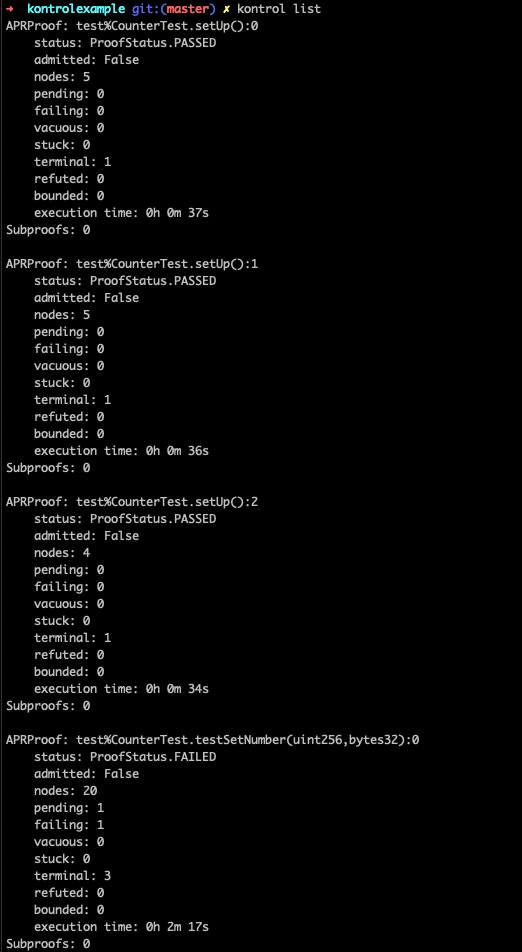 ➜ kontrolexample git:(master) ✗ kontrol list
APRProof: test%CounterTest.setUp():0
    status: ProofStatus.PASSED
    admitted: False
    nodes: 5
    pending: 0
    failing: 0
    vacuous: 0
    stuck: 0
    terminal: 1
    refuted: 0
    bounded: 0
    execution time: 0h 0m 37s
Subproofs: 0

APRProof: test%CounterTest.setUp():1
    status: ProofStatus.PASSED
    admitted: False
    nodes: 5
    pending: 0
    failing: 0
    vacuous: 0
    stuck: 0
    terminal: 1
    refuted: 0
    bounded: 0
    execution time: 0h 0m 36s
Subproofs: 0

APRProof: test%CounterTest.setUp():2
    status: ProofStatus.PASSED
    admitted: False
    nodes: 4
    pending: 0
    failing: 0
    vacuous: 0
    stuck: 0
    terminal: 1
    refuted: 0
    bounded: 0
    execution time: 0h 0m 34s
Subproofs: 0

APRProof: test%CounterTest.testSetNumber(uint256,bytes32):0
    status: ProofStatus.FAILED
    admitted: False
    nodes: 20
    pending: 1
    failing: 1
    vacuous: 0
    stuck: 0
    terminal: 3
    refuted: 0
    bounded: 0
    execution time: 0h 2m 17s
Subproofs: 0